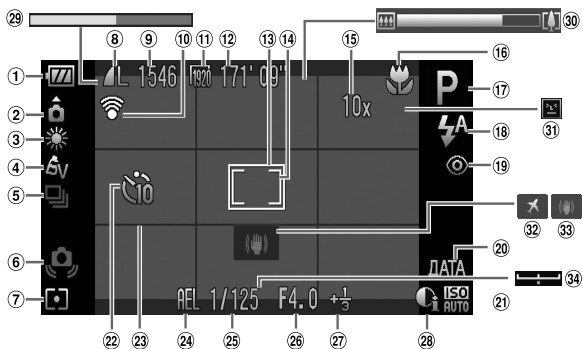 29 8 9 10 11 12 13 14 15 30
16
1 L 1546 1920 171'09"
2 10x P 17
3 31
4 V A 18
5 19
22 10
32 33
6 20
ДАТА 34
7 AEL 1/125 F4.0 +1/3 i ISO AUTO 21
22 23 24 25 26 27 28